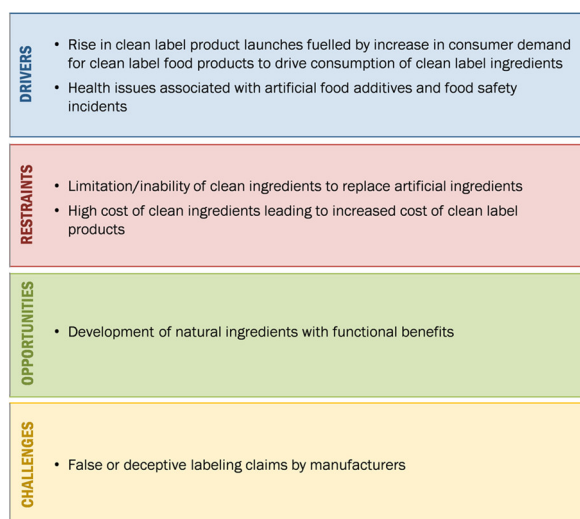 DRIVERS
• Rise in clean label product launches fuelled by increase in consumer demand
for clean label food products to drive consumption of clean label ingredients
• Health issues associated with artificial food additives and food safety
incidents
RESTRAINTS
• Limitation/inability of clean ingredients to replace artificial ingredients
• High cost of clean ingredients leading to increased cost of clean label
products
OPPORTUNITIES
• Development of natural ingredients with functional benefits
CHALLENGES
• False or deceptive labeling claims by manufacturers